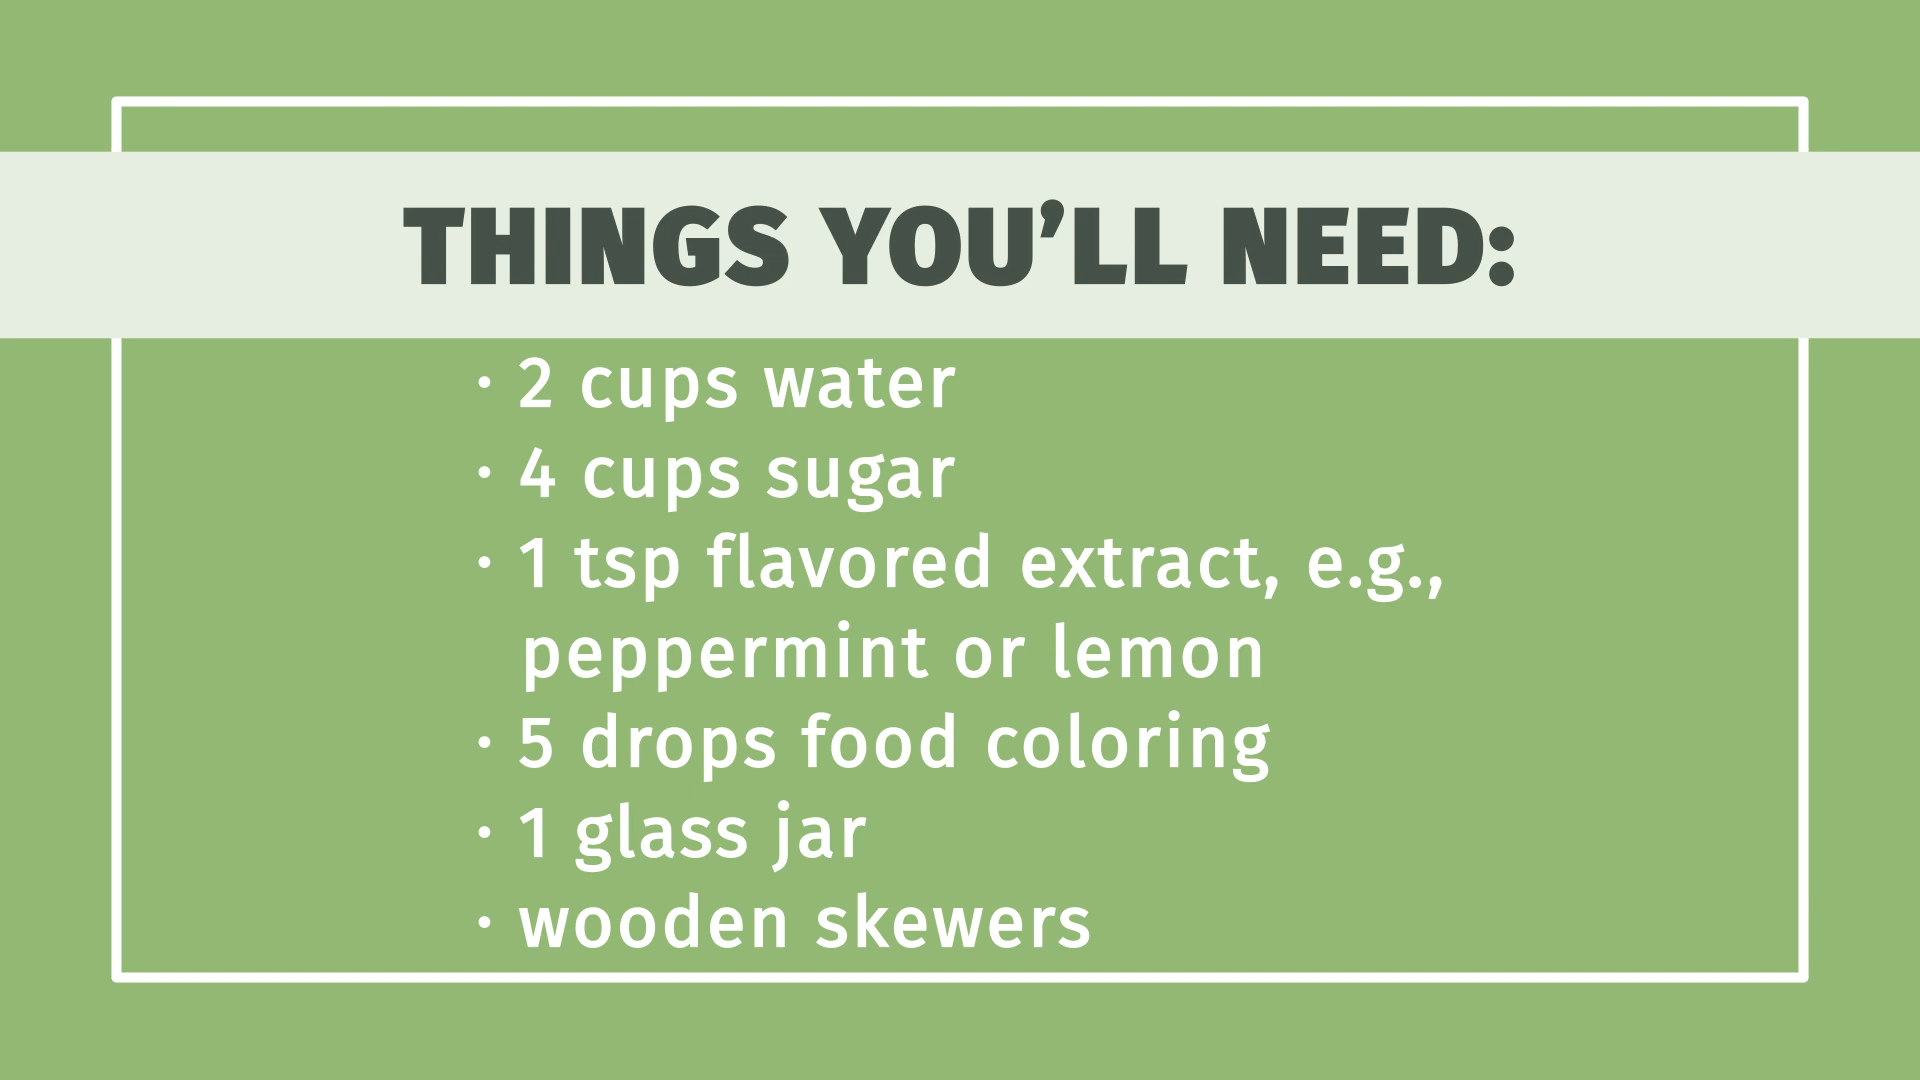 THINGS YOU’LL NEED:
· 2 cups water
· 4 cups sugar
· 1 tsp flavored extract, e.g.,
peppermint or lemon
· 5 drops food coloring
· 1 glass jar
· wooden skewers